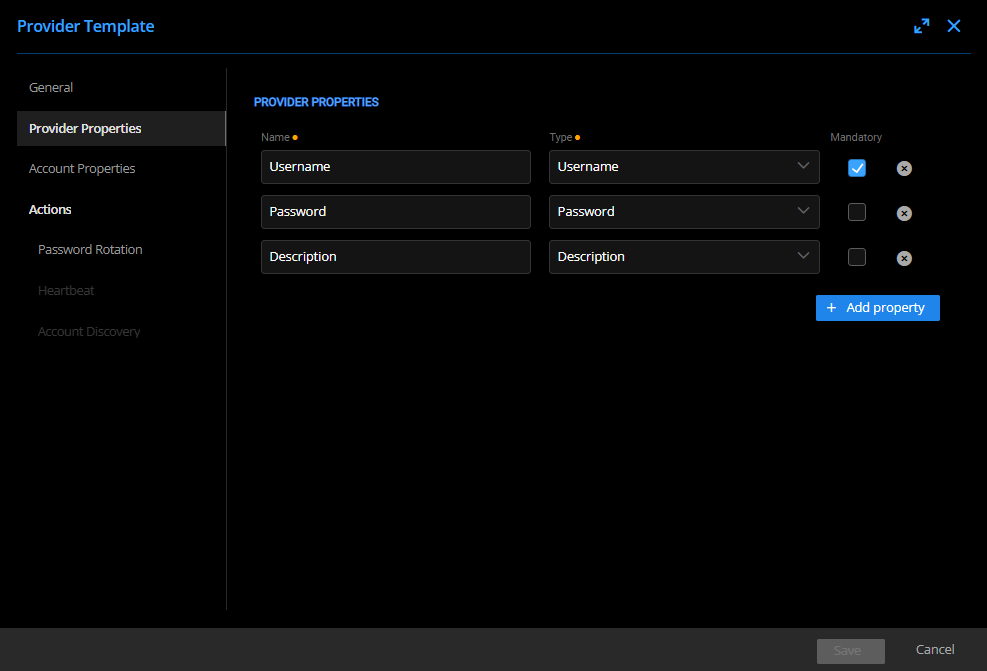 Provider Template
General
Provider Properties
Account Properties
Actions
Password Rotation
Heartbeat
Account Discovery
PROVIDER PROPERTIES
Name Type Mandatory
Username Username
Password Password
Description Description
+ Add property
Save Cancel